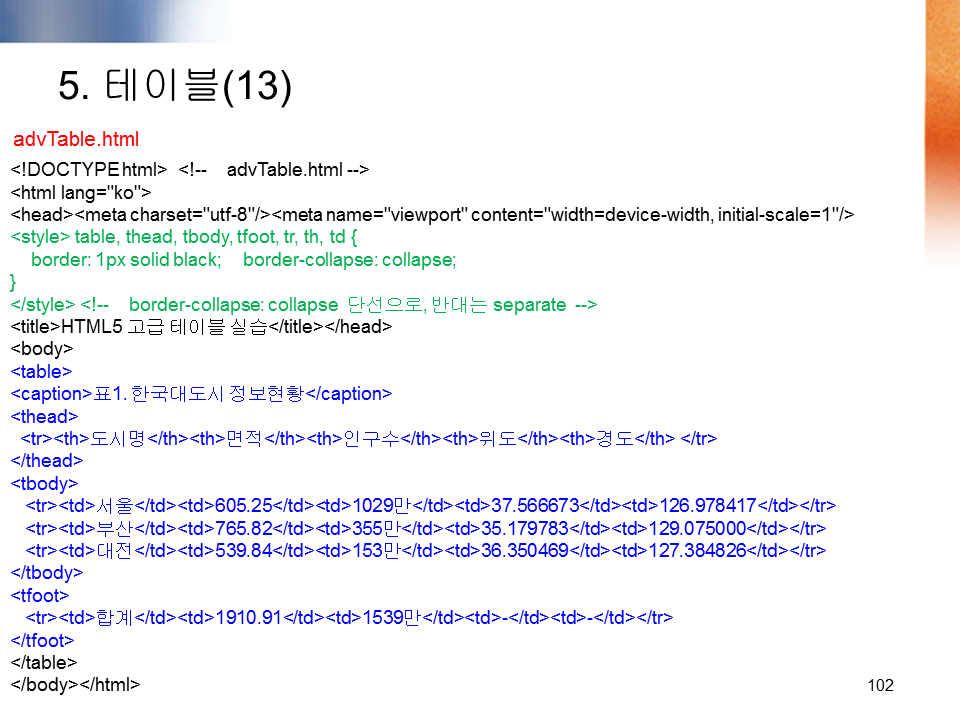 5. 테이블(13)
advTable.html
<!DOCTYPE html> <!-- advTable.html -->
<html lang="ko">
<head><meta charset="utf-8"/><meta name="viewport" content="width=device-width, initial-scale=1"/>
<style> table, thead, tbody, tfoot, tr, th, td {
border: 1px solid black; border-collapse: collapse;
}
</style> <!-- border-collapse: collapse 단선으로, 반대는 separate -->
<title>HTML5 고급 테이블 실습</title></head>
<body>
<table>
<caption>표1. 한국대도시 정보현황</caption>
<thead>
<tr><th>도시명</th><th>면적</th><th>인구수</th><th>위도</th><th>경도</th> </tr>
</thead>
<tbody>
<tr><td>서울</td><td>605.25</td><td>1029만</td><td>37.566673</td><td>126.978417</td></tr>
<tr><td>부산</td><td>765.82</td><td>355만</td><td>35.179783</td><td>129.075000</td></tr>
<tr><td>대전</td><td>539.84</td><td>153만</td><td>36.350469</td><td>127.384826</td></tr>
</tbody>
<tfoot>
<tr><td>합계</td><td>1910.91</td><td>1539만</td><td>-</td><td>-</td></tr>
</tfoot>
</table>
</body></html>
102